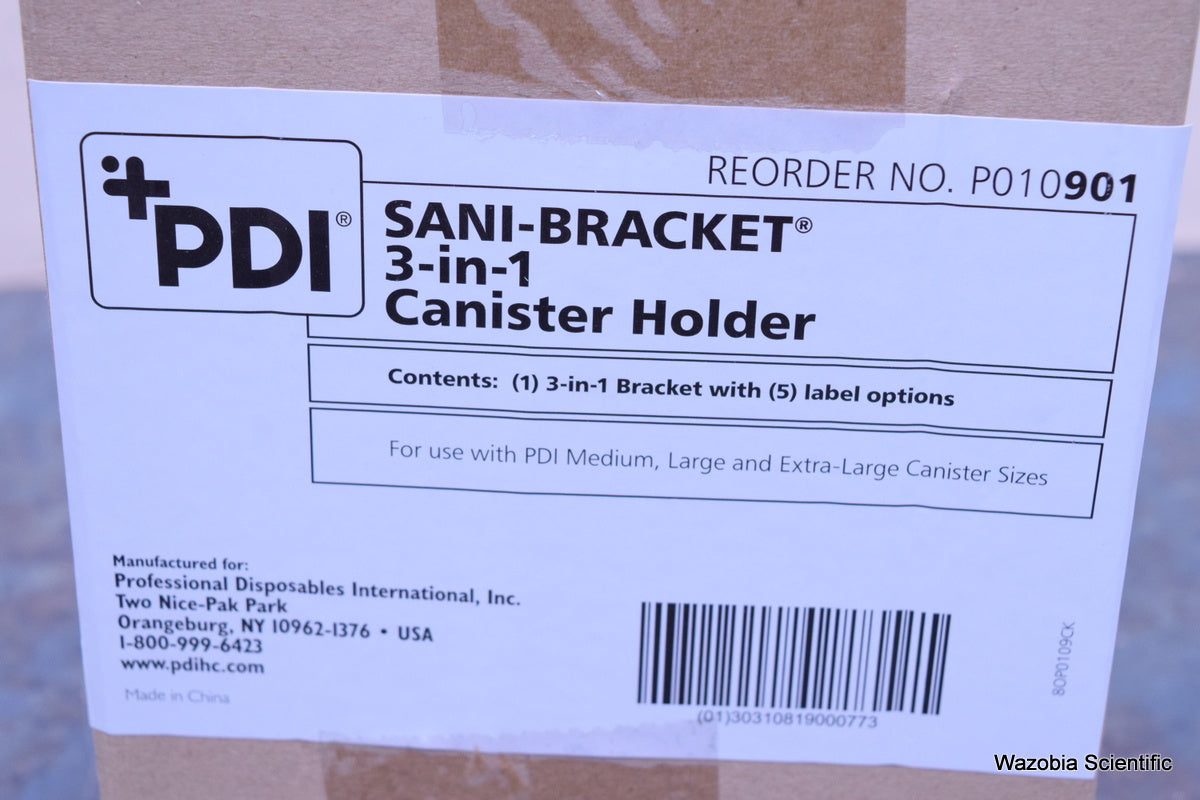 REORDER NO. P010901
PDI®
SANI-BRACKET®
3-in-1
Canister Holder
Contents: (1) 3-in-1 Bracket with (5) label options
For use with PDI Medium, Large and Extra-Large Canister Sizes
Manufactured for:
Professional Disposables International, Inc.
Two Nice-Pak Park
Orangeburg, NY 10962-1376 • USA
1-800-999-6423
www.pdihc.com
Made in China
(01)30310819000773
8OP0109CK
Wazobia Scientific